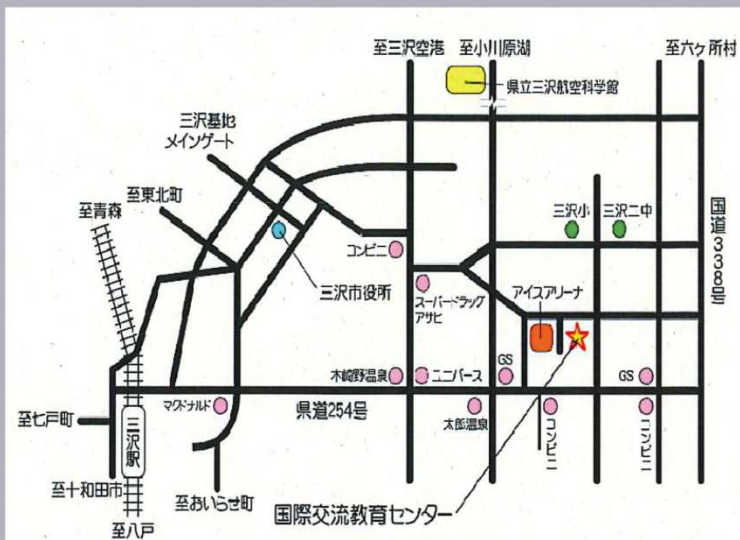 至三沢空港
至小川原湖
至六ヶ所村
県立三沢航空科学館
三沢基地
メインゲート
至東北町
至青森
三沢小
三沢二中
国道338号
コンビニ
三沢市役所
スーパードラッグ
アサヒ
アイスアリーナ
木崎野温泉
ユニバース
GS
GS
マクドナルド
県道254号
太郎温泉
コンビニ
コンビニ
至七戸町
三沢駅
至十和田市
至おいらせ町
至八戸
国際交流教育センター